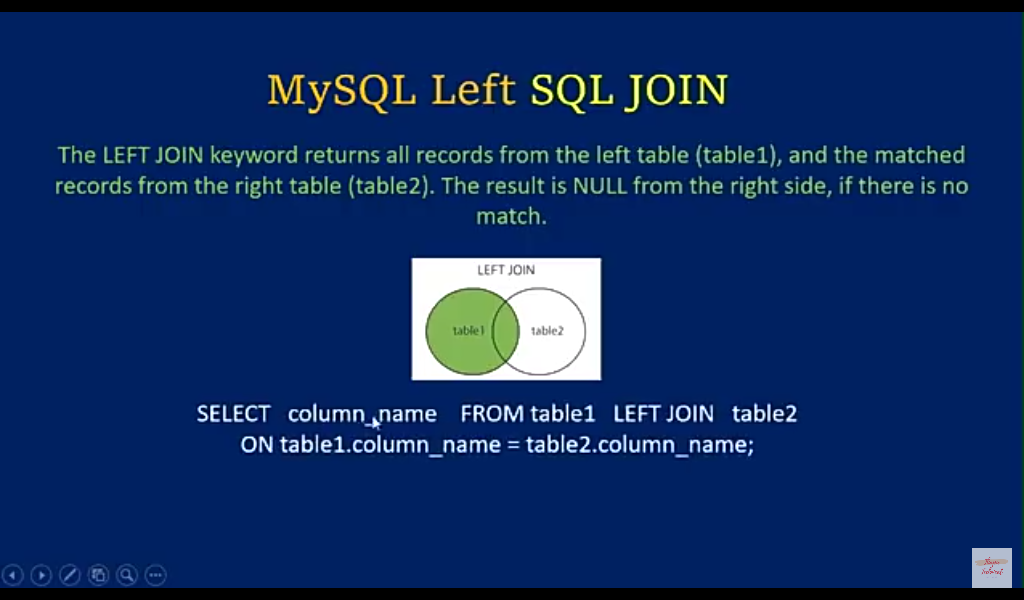 MySQL Left SQL JOIN
The LEFT JOIN keyword returns all records from the left table (table1), and the matched
records from the right table (table2). The result is NULL from the right side, if there is no
match.
LEFT JOIN
table1 table2
SELECT column_name FROM table1 LEFT JOIN table2
ON table1.column_name = table2.column_name;